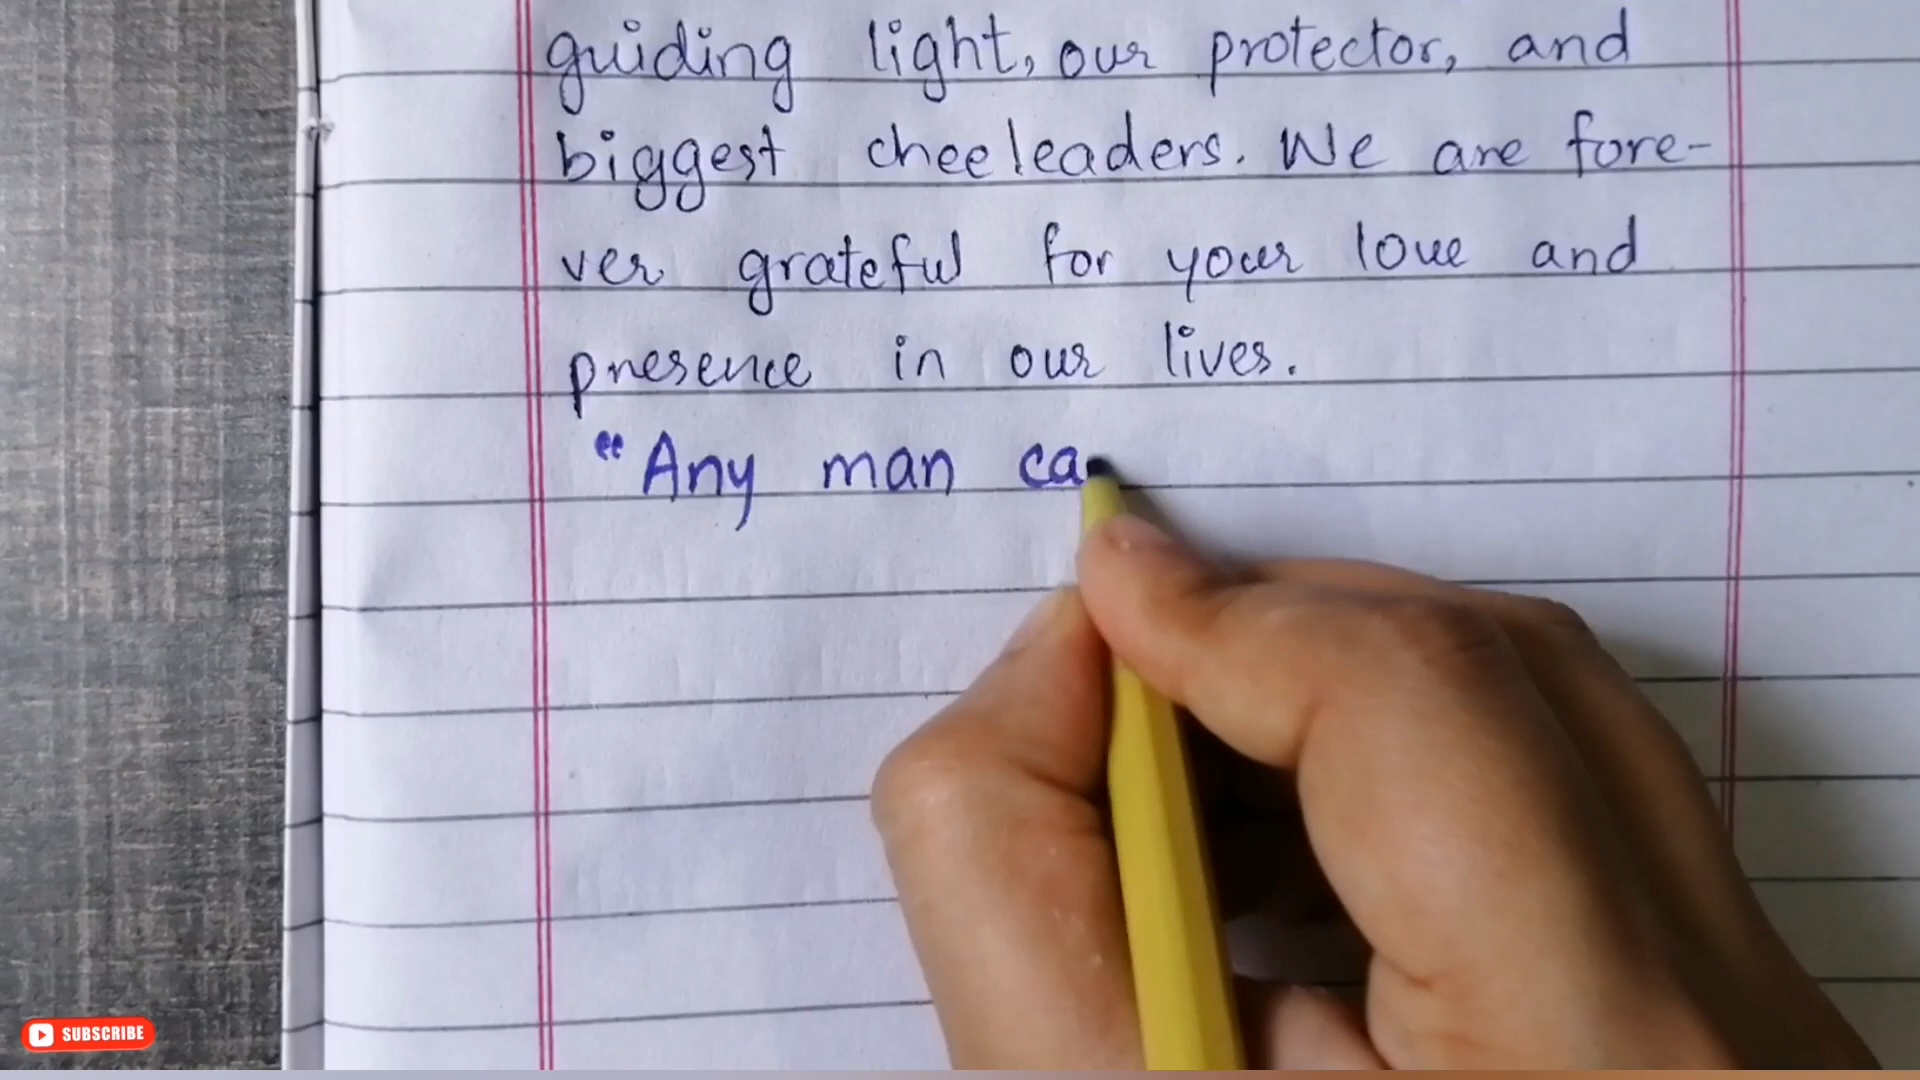 guiding light, our protector, and
biggest cheeleaders. We are fore-
ver grateful for your love and
presence in our lives.
"Any man ca
SUBSCRIBE